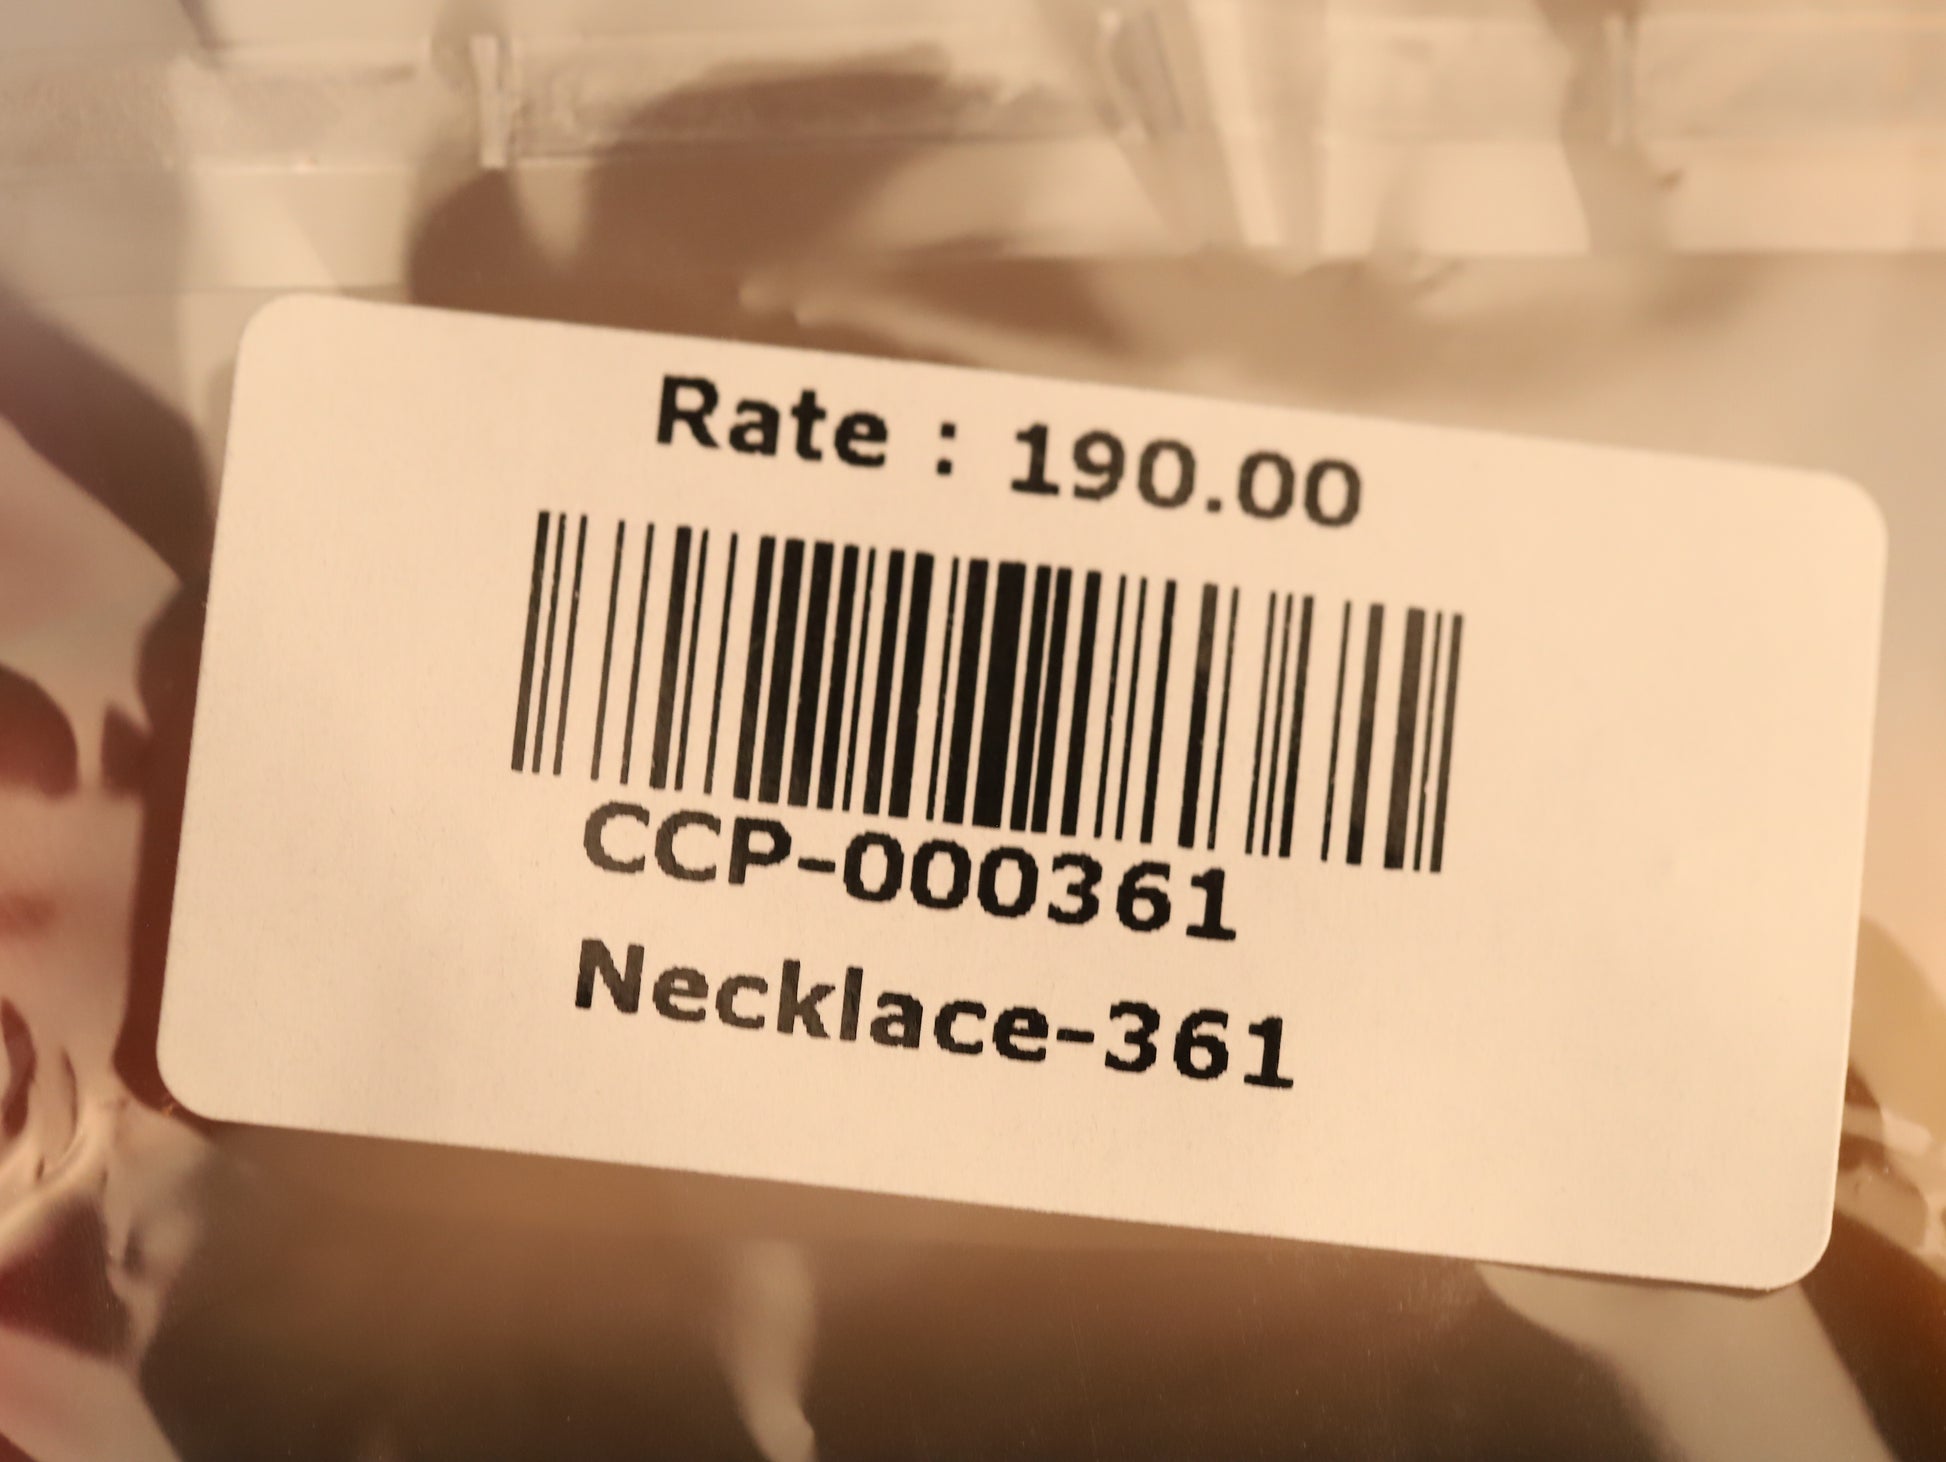 Rate : 190.00
CCP-000361
Necklace-361